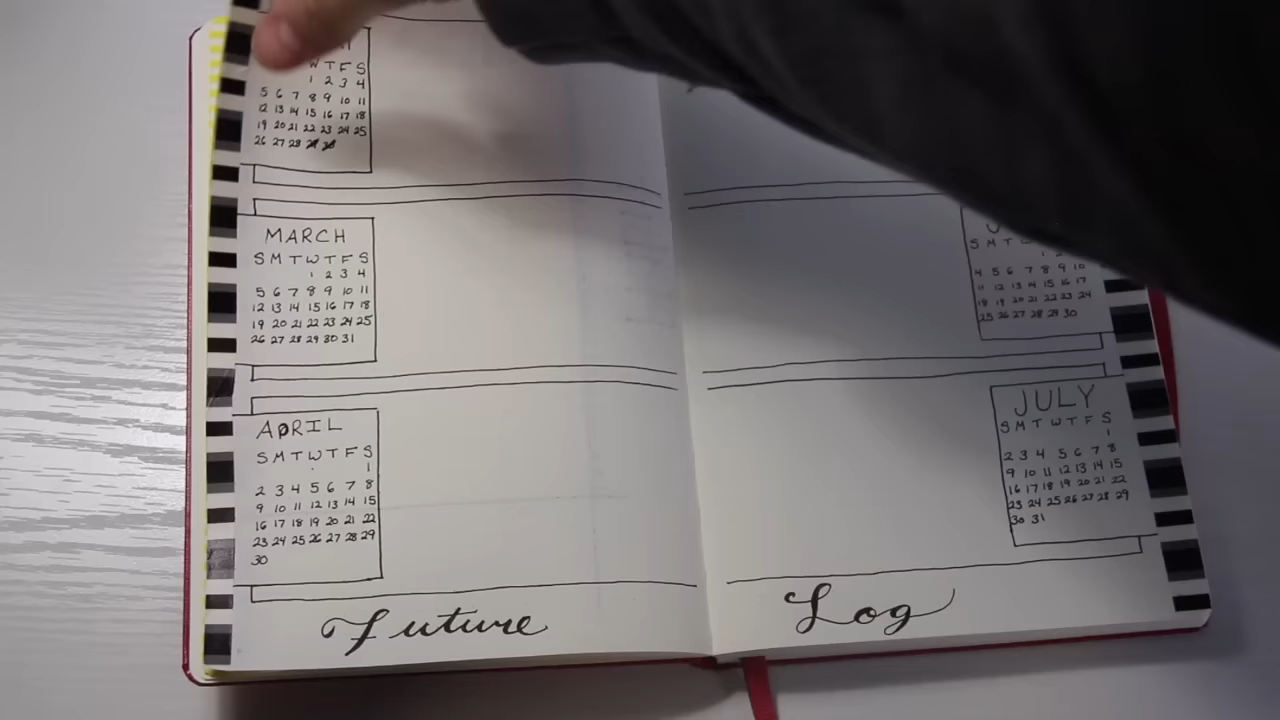 W T F S
1 2 3 4
5 6 7 8 9 10 11
12 13 14 15 16 17 18
19 20 21 22 23 24 25
26 27 28
MARCH
S M T W T F S
1 2 3 4
5 6 7 8 9 10 11
12 13 14 15 16 17 18
19 20 21 22 23 24 25
26 27 28 29 30 31
APRIL
S M T W T F S
1
2 3 4 5 6 7 8
9 10 11 12 13 14 15
16 17 18 19 20 21 22
23 24 25 26 27 28 29
30
Future
S M T
4 5 6 7 8 9 10
11 12 13 14 15 16 17
18 19 20 21 22 23 24
25 26 27 28 29 30
JULY
S M T W T F S
1
2 3 4 5 6 7 8
9 10 11 12 13 14 15
16 17 18 19 20 21 22
23 24 25 26 27 28 29
30 31
Log